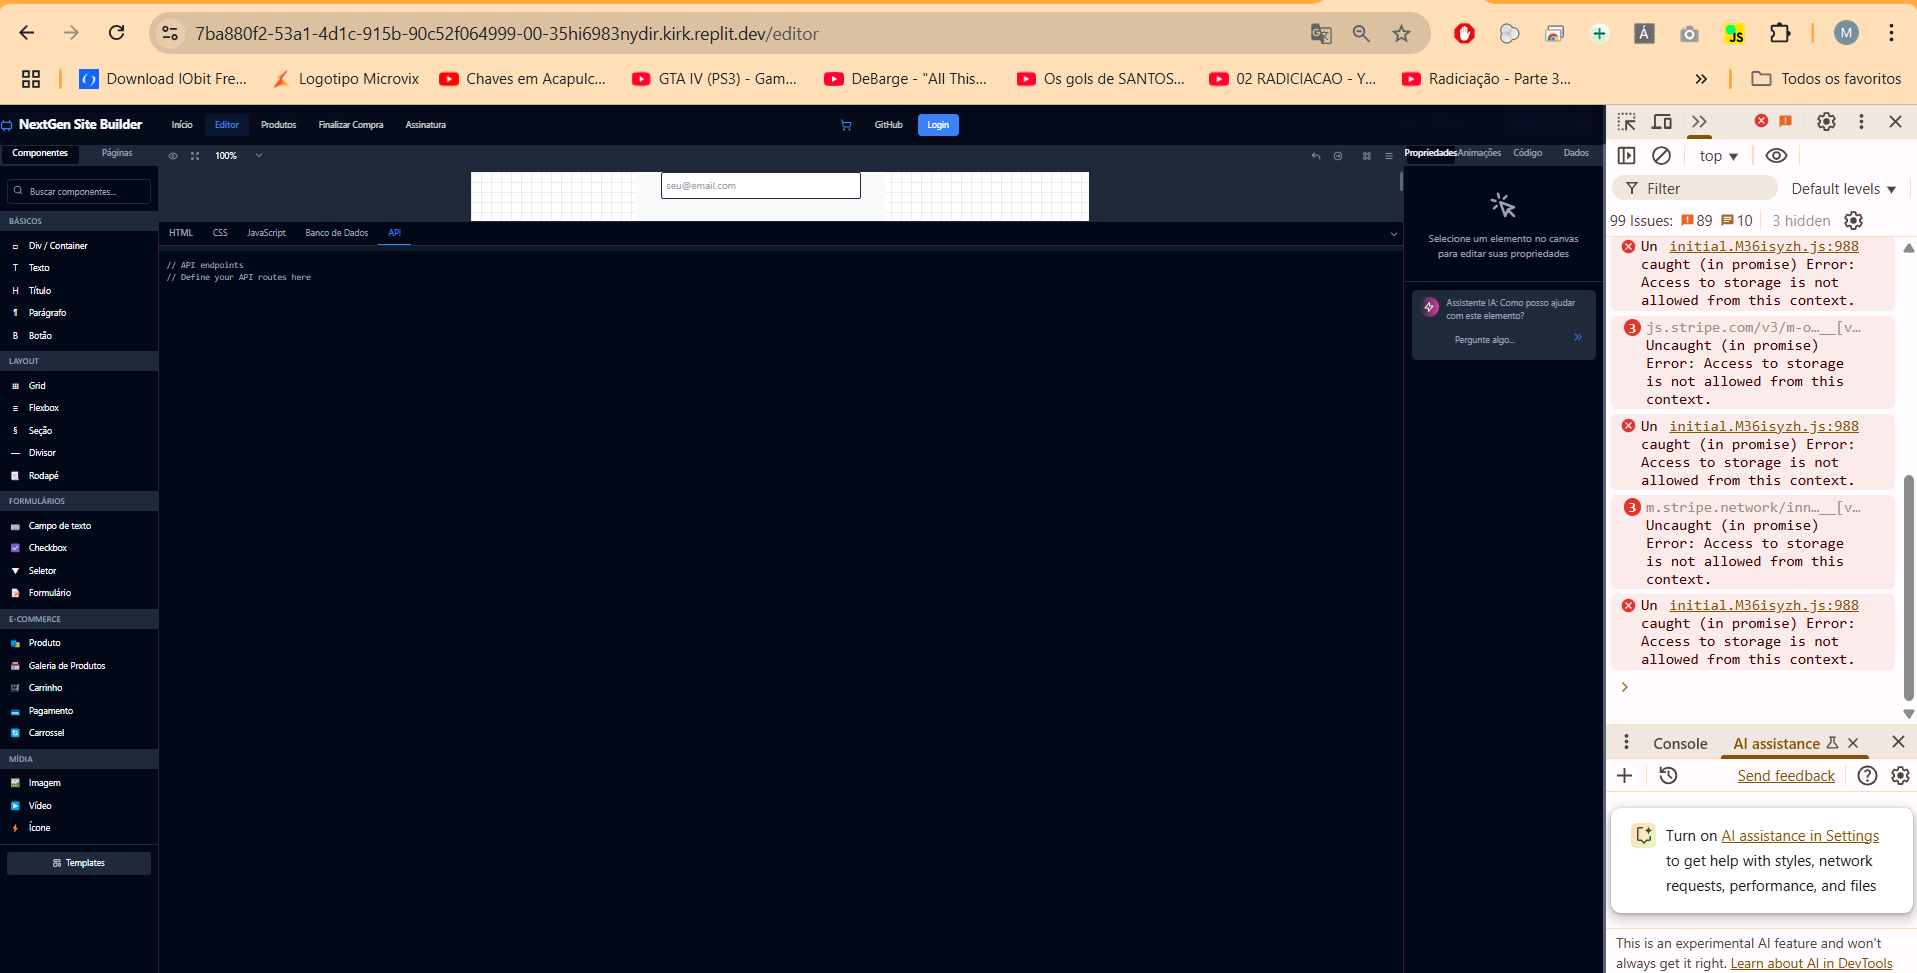 7ba880f2-53a1-4d1c-915b-90c52f064999-00-35hi6983nydir.kirk.replit.dev/editor
M
Download IObit Fre...
Logotipo Microvix
Chaves em Acapulc...
GTA IV (PS3) - Gam...
DeBarge - "All This...
Os gols de SANTOS...
02 RADICIACAO - Y...
Radiciação - Parte 3...
Todos os favoritos
NextGen Site Builder
Início
Editor
Produtos
Finalizar Compra
Assinatura
GitHub
Login
Componentes
Páginas
100%
Buscar componentes...
BÁSICOS
Div / Container
T Texto
H Título
¶ Parágrafo
B Botão
LAYOUT
Grid
Flexbox
§ Seção
Divisor
Rodapé
FORMULÁRIOS
Campo de texto
Checkbox
Seletor
Formulário
E-COMMERCE
Produto
Galeria de Produtos
Carrinho
Pagamento
Carrossel
MÍDIA
Imagem
Vídeo
Ícone
Templates
seu@email.com
HTML
CSS
JavaScript
Banco de Dados
API
// API endpoints
// Define your API routes here
Propriedades
Animações
Código
Dados
Selecione um elemento no canvas
para editar suas propriedades
Assistente IA: Como posso ajudar
com este elemento?
Pergunte algo...
top
Filter
Default levels
99 Issues: 89 10
3 hidden
Un initial.M36isyzh.js:988
caught (in promise) Error:
Access to storage is not
allowed from this context.
3 js.stripe.com/v3/m-o…__[v…
Uncaught (in promise)
Error: Access to storage
is not allowed from this
context.
Un initial.M36isyzh.js:988
caught (in promise) Error:
Access to storage is not
allowed from this context.
3 m.stripe.network/inn…__[v…
Uncaught (in promise)
Error: Access to storage
is not allowed from this
context.
Un initial.M36isyzh.js:988
caught (in promise) Error:
Access to storage is not
allowed from this context.
Console
AI assistance
Send feedback
Turn on AI assistance in Settings
to get help with styles, network
requests, performance, and files
This is an experimental AI feature and won't
always get it right. Learn about AI in DevTools